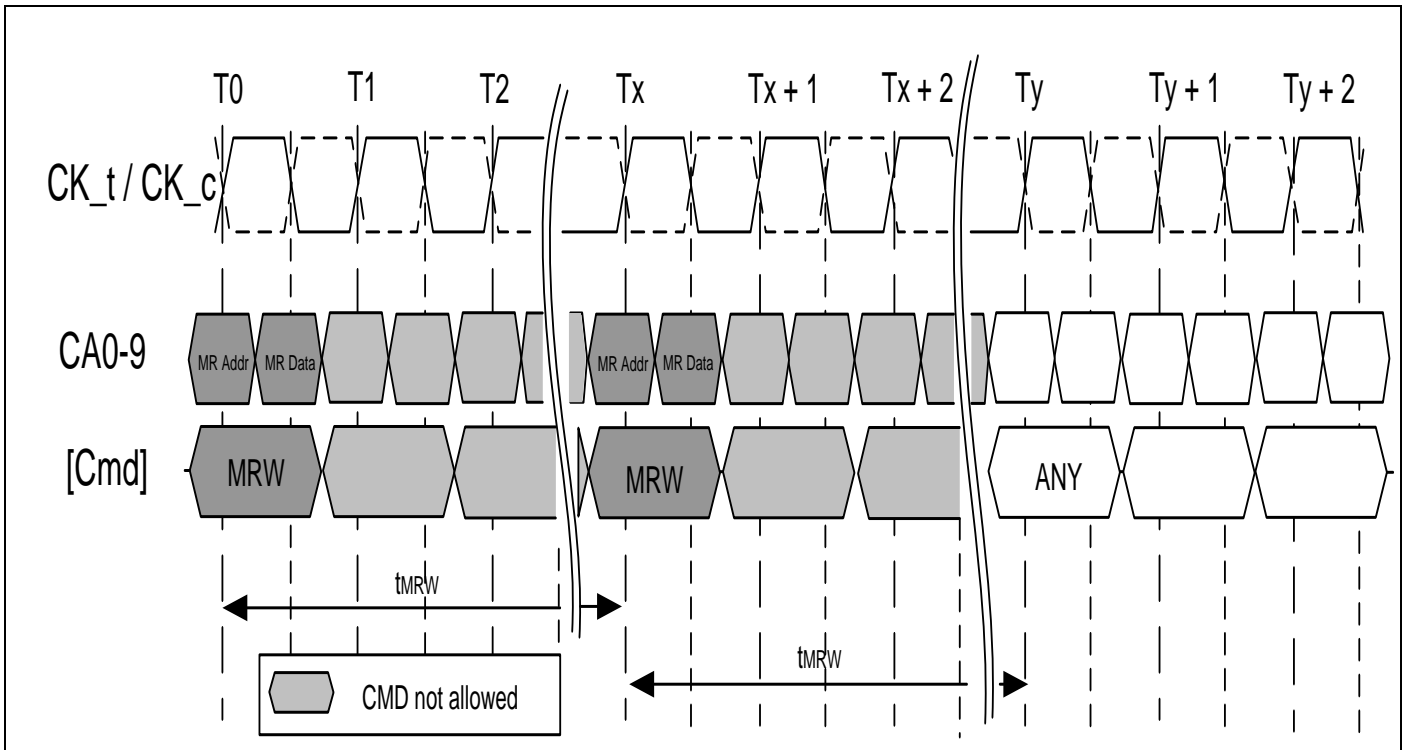 T0 T1 T2 Tx Tx + 1 Tx + 2 Ty Ty + 1 Ty + 2
CK_t / CK_c
CA0-9 MR Addr MR Data MR Addr MR Data
[Cmd] MRW MRW ANY
tMRW
tMRW
CMD not allowed